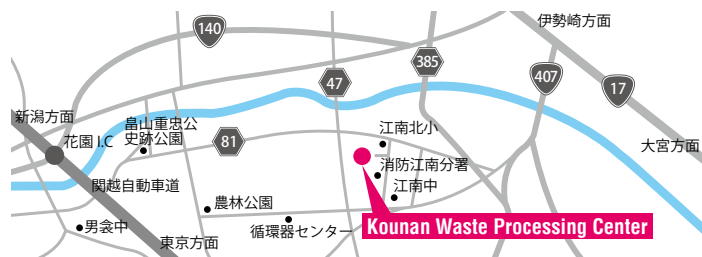 伊勢崎方面
140
385
47
407
17
新潟方面
花園 I.C
畠山重忠公
史跡公園
81
江南北小
大宮方面
消防江南分署
関越自動車道
江南中
農林公園
男衾中
循環器センター
東京方面
Kounan Waste Processing Center